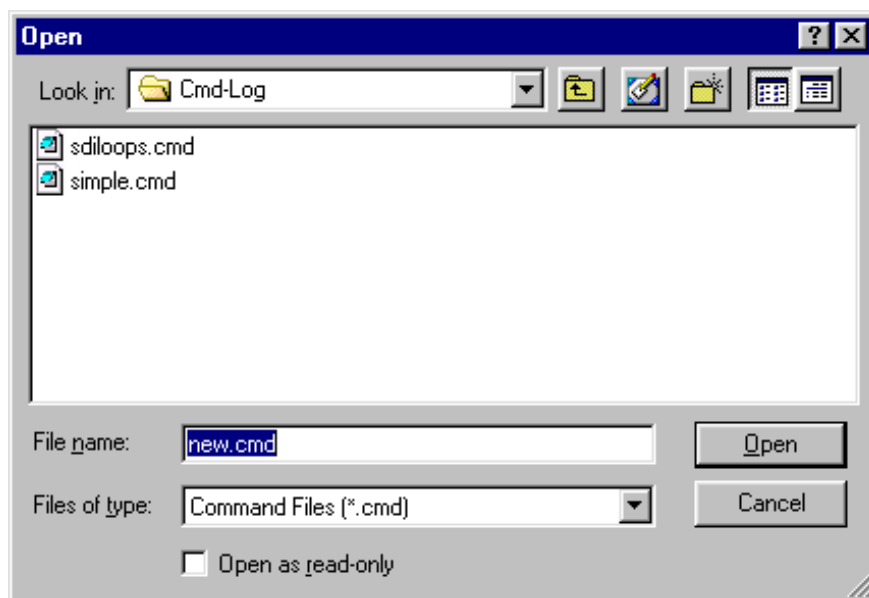 Open
Look in: Cmd-Log
sdiloops.cmd
simple.cmd
File name: new.cmd Open
Files of type: Command Files (*.cmd) Cancel
Open as read-only